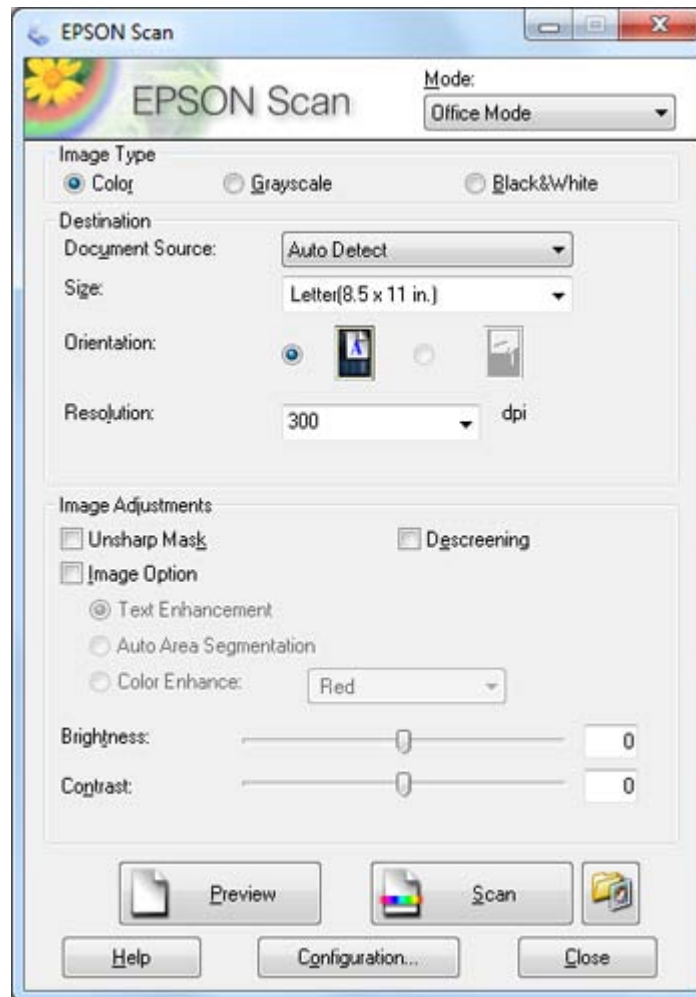 EPSON Scan
EPSON Scan
Mode:
Office Mode
Image Type
Color Grayscale Black&White
Destination
Document Source: Auto Detect
Size: Letter(8.5 x 11 in.)
Orientation: A
Resolution: 300 dpi
Image Adjustments
Unsharp Mask Descreening
Image Option
Text Enhancement
Auto Area Segmentation
Color Enhance: Red
Brightness: 0
Contrast: 0
Preview Scan
Help Configuration... Close